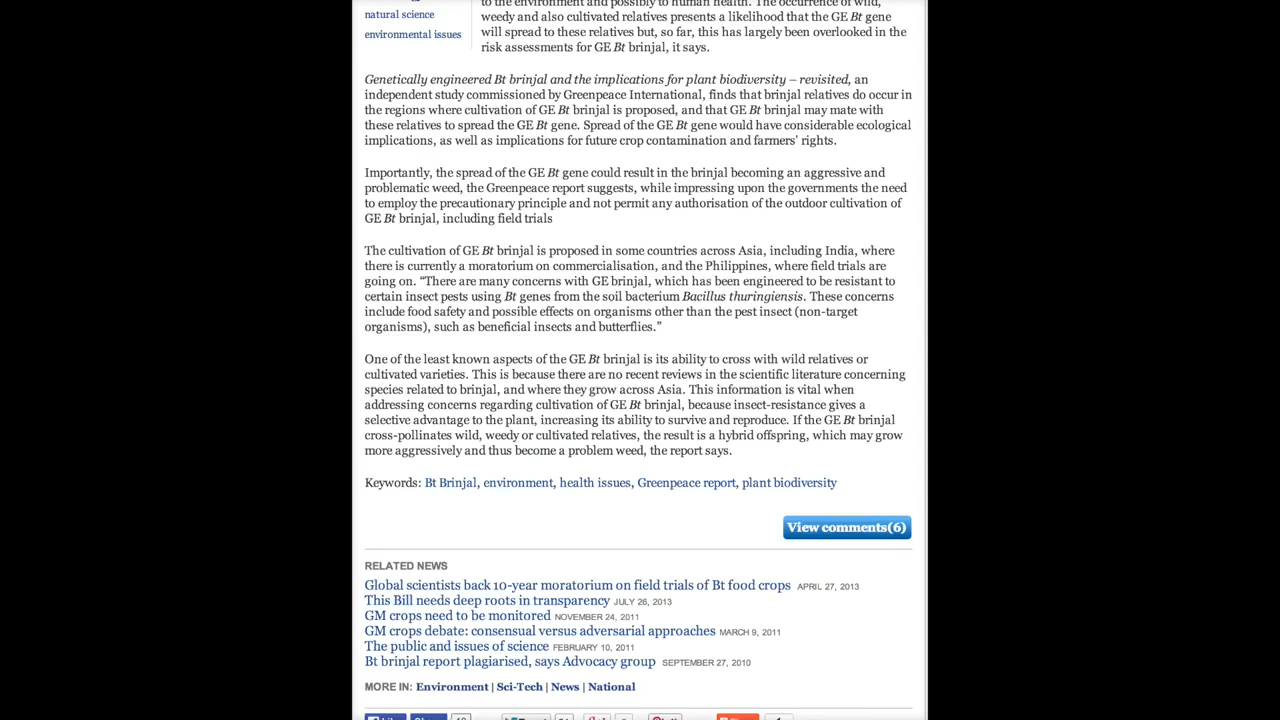 to the environment and possibly to human health. The occurrence of wild,
natural science
weedy and also cultivated relatives presents a likelihood that the GE Bt gene
will spread to these relatives but, so far, this has largely been overlooked in the
environmental issues
risk assessments for GE Bt brinjal, it says.
Genetically engineered Bt brinjal and the implications for plant biodiversity – revisited, an
independent study commissioned by Greenpeace International, finds that brinjal relatives do occur in
the regions where cultivation of GE Bt brinjal is proposed, and that GE Bt brinjal may mate with
these relatives to spread the GE Bt gene. Spread of the GE Bt gene would have considerable ecological
implications, as well as implications for future crop contamination and farmers' rights.
Importantly, the spread of the GE Bt gene could result in the brinjal becoming an aggressive and
problematic weed, the Greenpeace report suggests, while impressing upon the governments the need
to employ the precautionary principle and not permit any authorisation of the outdoor cultivation of
GE Bt brinjal, including field trials
The cultivation of GE Bt brinjal is proposed in some countries across Asia, including India, where
there is currently a moratorium on commercialisation, and the Philippines, where field trials are
going on. “There are many concerns with GE brinjal, which has been engineered to be resistant to
certain insect pests using Bt genes from the soil bacterium Bacillus thuringiensis. These concerns
include food safety and possible effects on organisms other than the pest insect (non-target
organisms), such as beneficial insects and butterflies.”
One of the least known aspects of the GE Bt brinjal is its ability to cross with wild relatives or
cultivated varieties. This is because there are no recent reviews in the scientific literature concerning
species related to brinjal, and where they grow across Asia. This information is vital when
addressing concerns regarding cultivation of GE Bt brinjal, because insect-resistance gives a
selective advantage to the plant, increasing its ability to survive and reproduce. If the GE Bt brinjal
cross-pollinates wild, weedy or cultivated relatives, the result is a hybrid offspring, which may grow
more aggressively and thus become a problem weed, the report says.
Keywords: Bt Brinjal, environment, health issues, Greenpeace report, plant biodiversity
View comments(6)
RELATED NEWS
Global scientists back 10-year moratorium on field trials of Bt food crops APRIL 27, 2013
This Bill needs deep roots in transparency JULY 26, 2013
GM crops need to be monitored NOVEMBER 24, 2011
GM crops debate: consensual versus adversarial approaches MARCH 9, 2011
The public and issues of science FEBRUARY 10, 2011
Bt brinjal report plagiarised, says Advocacy group SEPTEMBER 27, 2010
MORE IN: Environment | Sci-Tech | News | National